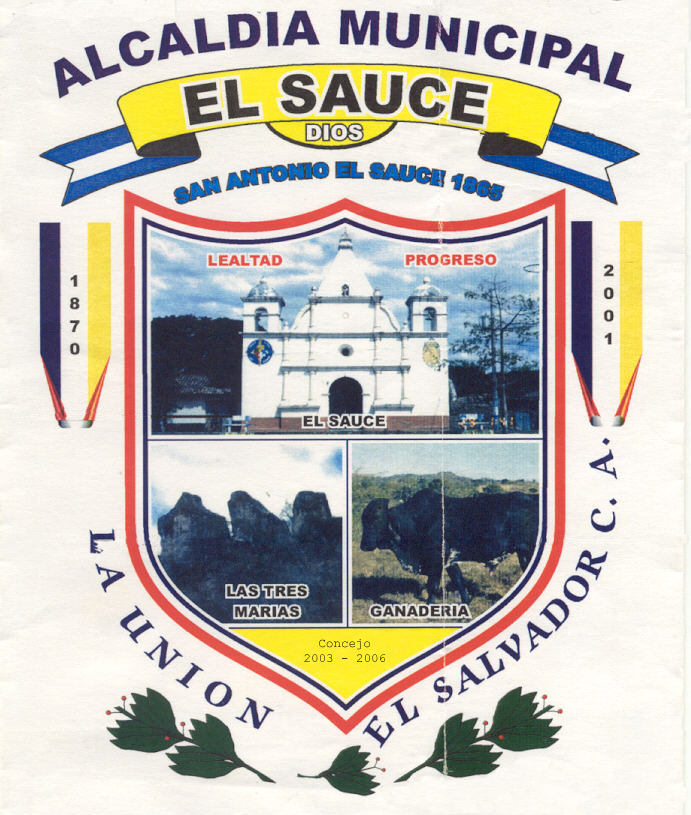 ALCALDIA MUNICIPAL
EL SAUCE
DIOS
SAN ANTONIO EL SAUCE 1865
LEALTAD
PROGRESO
1870
2001
EL SAUCE
LAS TRES
MARIAS
GANADERIA
Concejo
2003 - 2006
LA UNION
EL SALVADOR C. A.